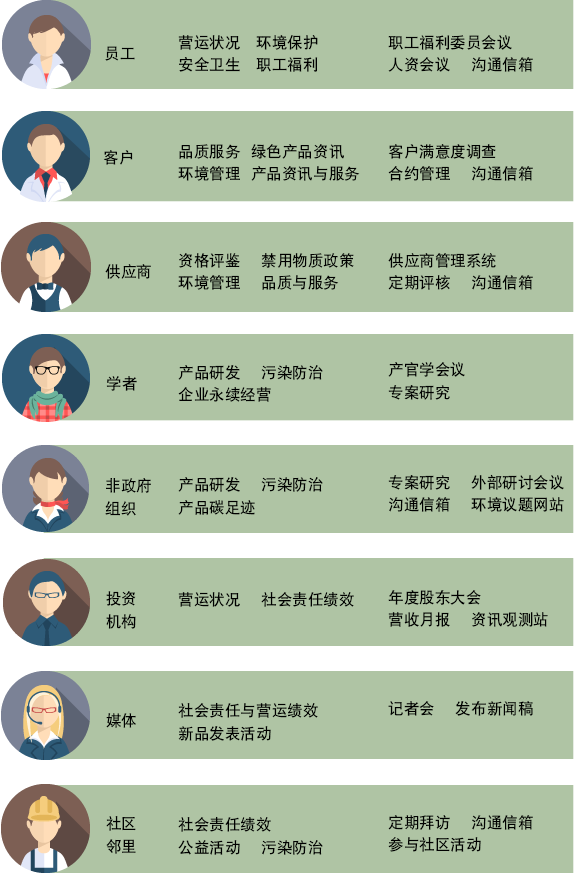 员工
营运状况 环境保护
安全卫生 职工福利
职工福利委员会议
人资会议 沟通信箱
客户
品质服务 绿色产品资讯
环境管理 产品资讯与服务
客户满意度调查
合约管理 沟通信箱
供应商
资格评鉴 禁用物质政策
环境管理 品质与服务
供应商管理系统
定期评核 沟通信箱
学者
产品研发 污染防治
企业永续经营
产官学会议
专案研究
非政府
组织
产品研发 污染防治
产品碳足迹
专案研究 外部研讨会议
沟通信箱 环境议题网站
投资
机构
营运状况 社会责任绩效
年度股东大会
营收月报 资讯观测站
媒体
社会责任与营运绩效
新品发表活动
记者会 发布新闻稿
社区
邻里
社会责任绩效
公益活动 污染防治
定期拜访 沟通信箱
参与社区活动